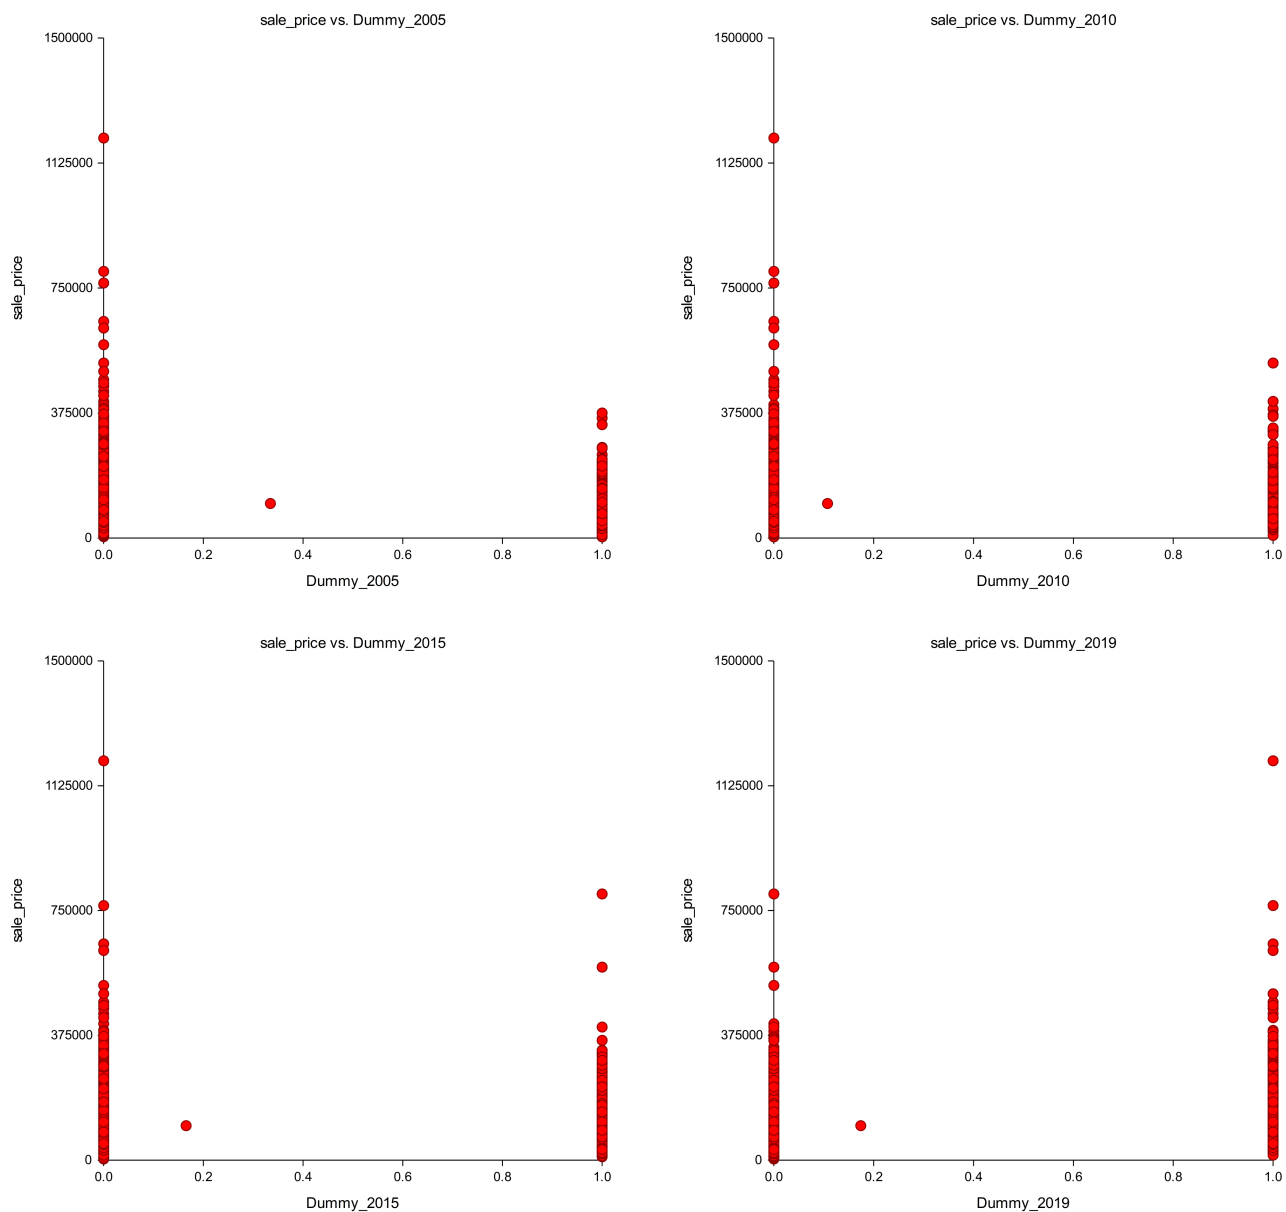 sale_price vs. Dummy_2005
1500000
1125000
750000
375000
0
sale_price
0.0 0.2 0.4 0.6 0.8 1.0
Dummy_2005
sale_price vs. Dummy_2010
1500000
1125000
750000
375000
0
sale_price
0.0 0.2 0.4 0.6 0.8 1.0
Dummy_2010
sale_price vs. Dummy_2015
1500000
1125000
750000
375000
0
sale_price
0.0 0.2 0.4 0.6 0.8 1.0
Dummy_2015
sale_price vs. Dummy_2019
1500000
1125000
750000
375000
0
sale_price
0.0 0.2 0.4 0.6 0.8 1.0
Dummy_2019